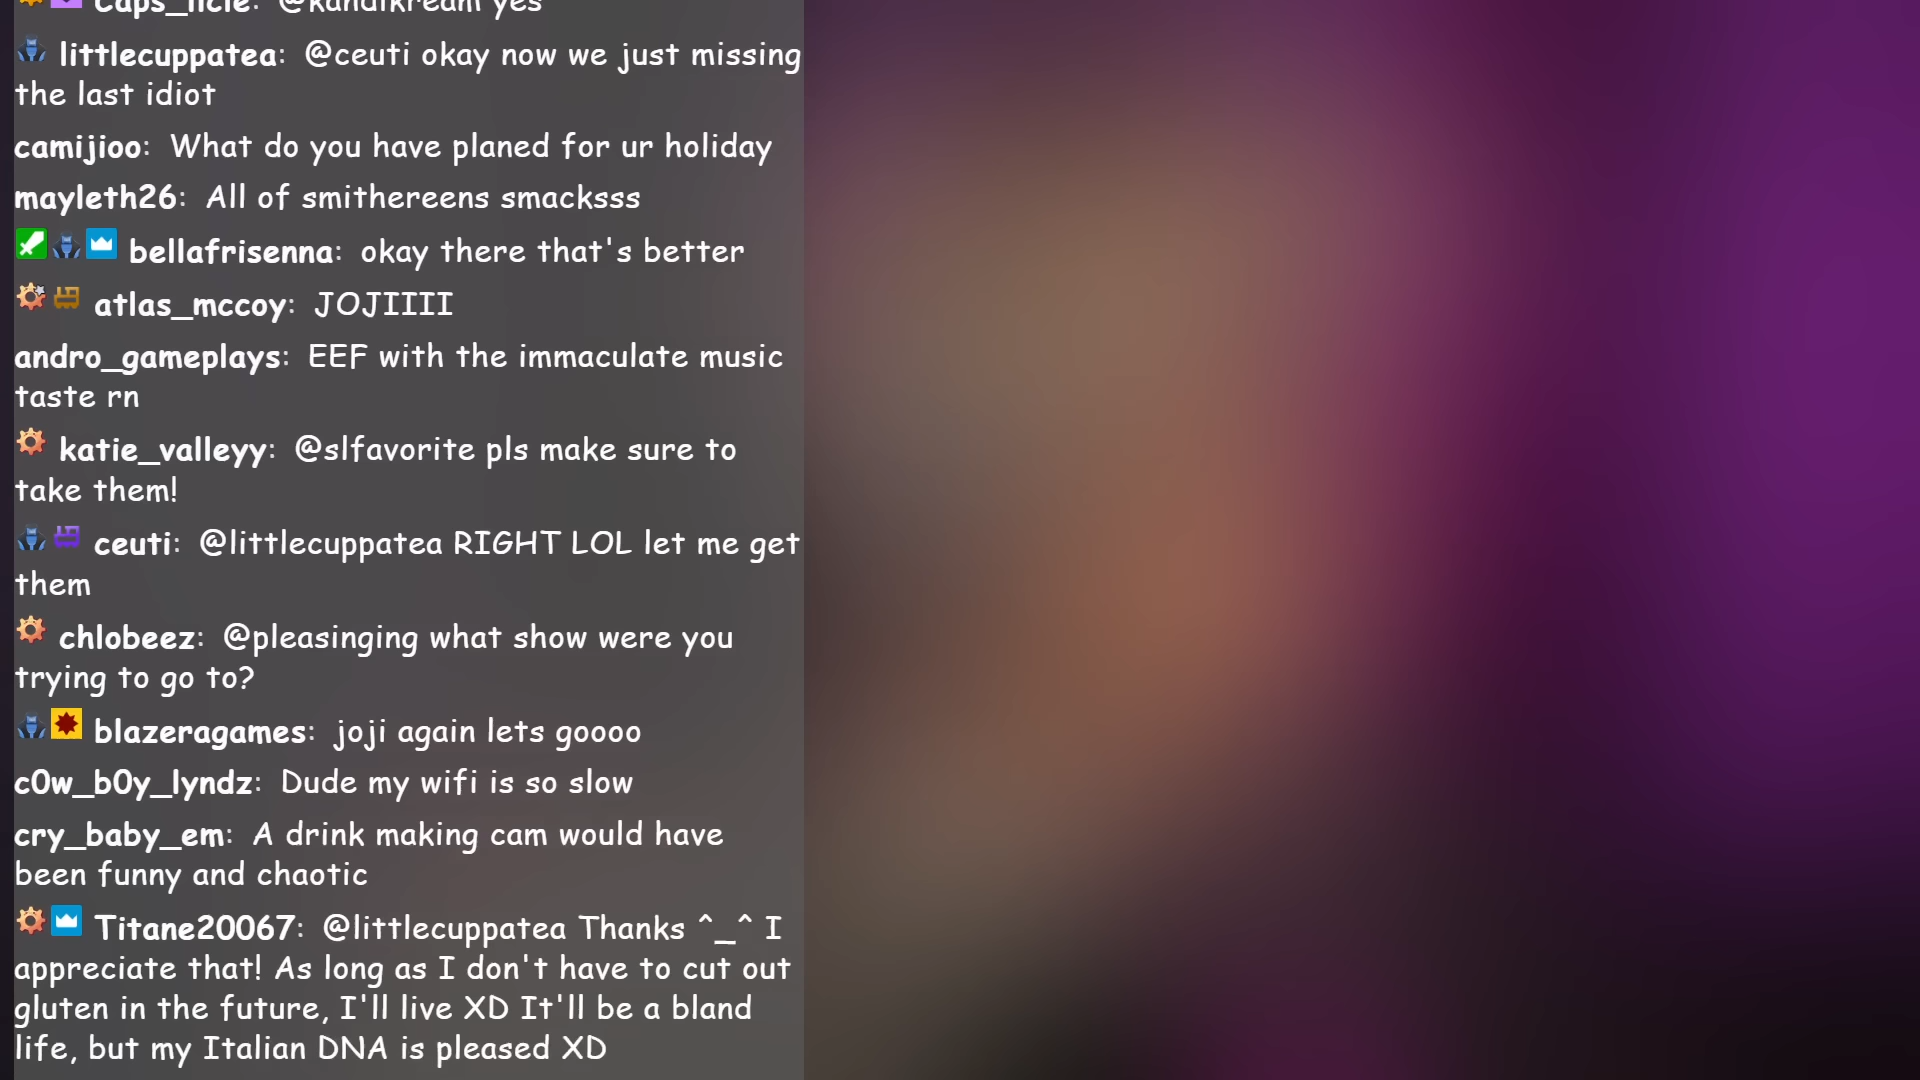 Caps_licle: @kandikream yes
littlecuppatea: @ceuti okay now we just missing
the last idiot
camijioo: What do you have planed for ur holiday
mayleth26: All of smithereens smacksss
bellafrisenna: okay there that's better
atlas_mccoy: JOJIIII
andro_gameplays: EEF with the immaculate music
taste rn
katie_valleyy: @slfavorite pls make sure to
take them!
ceuti: @littlecuppatea RIGHT LOL let me get
them
chlobeez: @pleasinging what show were you
trying to go to?
blazeragames: joji again lets goooo
c0w_b0y_lyndz: Dude my wifi is so slow
cry_baby_em: A drink making cam would have
been funny and chaotic
Titane20067: @littlecuppatea Thanks ^_^ I
appreciate that! As long as I don't have to cut out
gluten in the future, I'll live XD It'll be a bland
life, but my Italian DNA is pleased XD